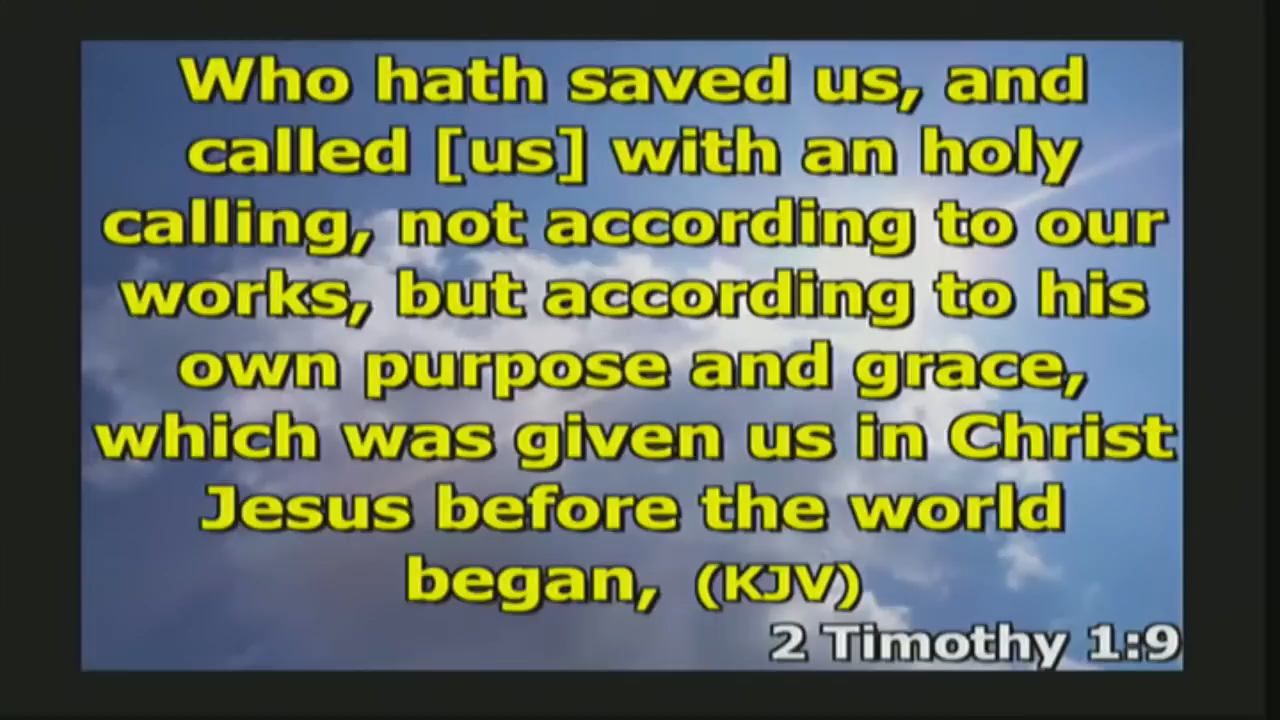 Who hath saved us, and
called [us] with an holy
calling, not according to our
works, but according to his
own purpose and grace,
which was given us in Christ
Jesus before the world
began, (KJV)
2 Timothy 1:9